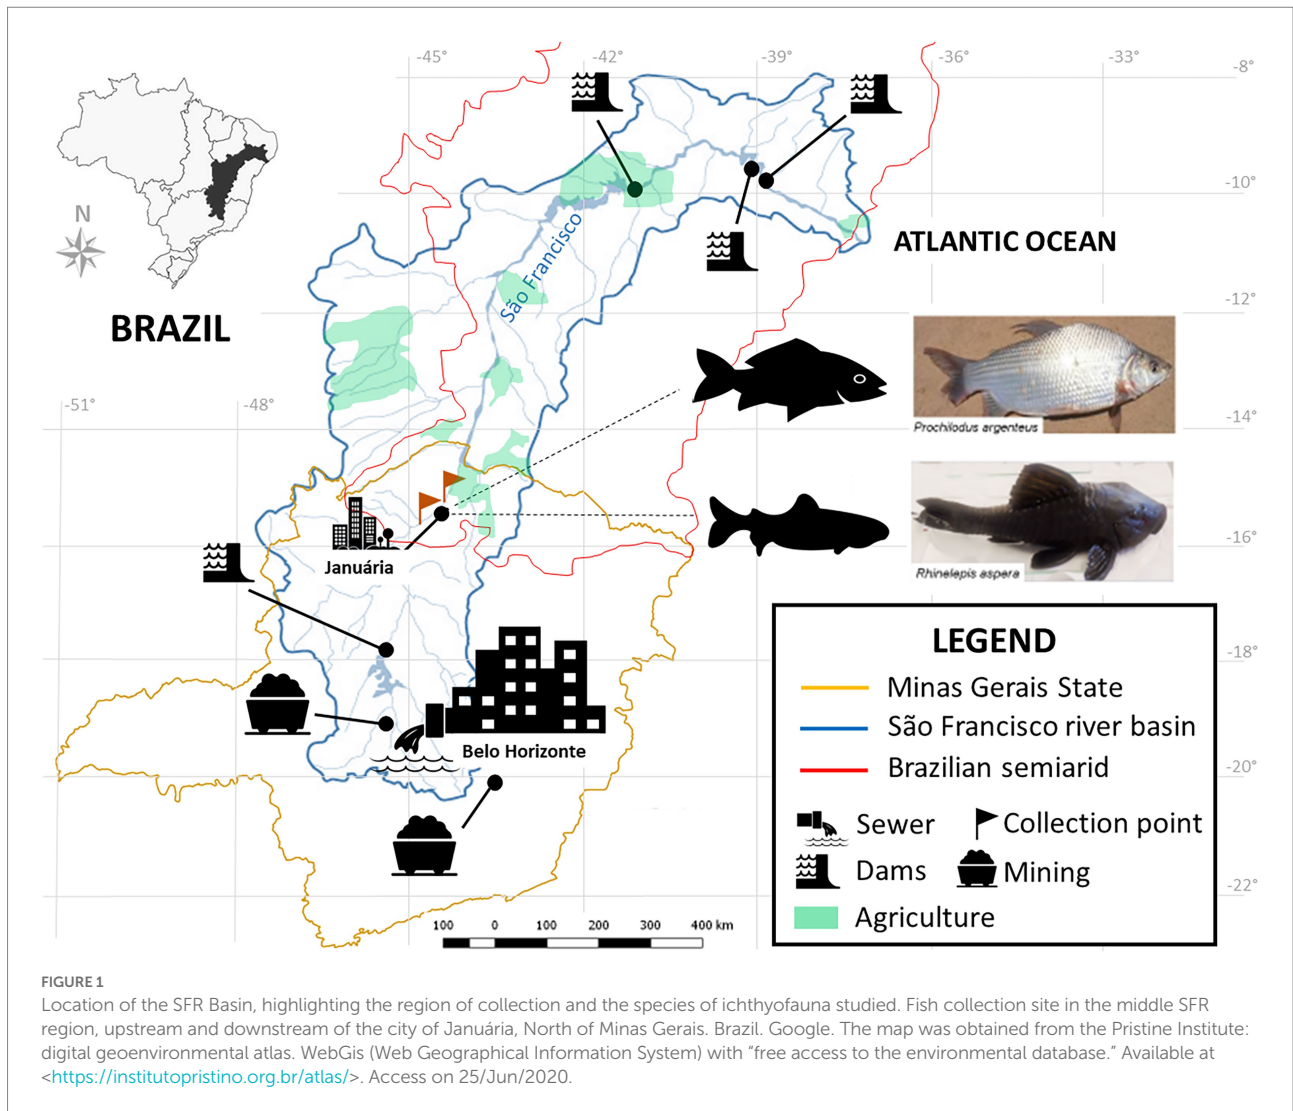 -45°
-42°
-39°
-36°
-33°
-8°
-10°
N
ATLANTIC OCEAN
São Francisco
-12°
BRAZIL
-51°
-48°
-14°
Prochilodus argenteus
-16°
Januária
Rhinelepis aspera
LEGEND
-18°
Minas Gerais State
São Francisco river basin
Belo Horizonte
Brazilian semiarid
-20°
Sewer
Collection point
Dams
Mining
-22°
Agriculture
100 0 100 200 300 400 km
FIGURE 1
Location of the SFR Basin, highlighting the region of collection and the species of ichthyofauna studied. Fish collection site in the middle SFR
region, upstream and downstream of the city of Januária, North of Minas Gerais. Brazil. Google. The map was obtained from the Pristine Institute:
digital geoenvironmental atlas. WebGis (Web Geographical Information System) with “free access to the environmental database.” Available at
<https://institutopristino.org.br/atlas/>. Access on 25/Jun/2020.